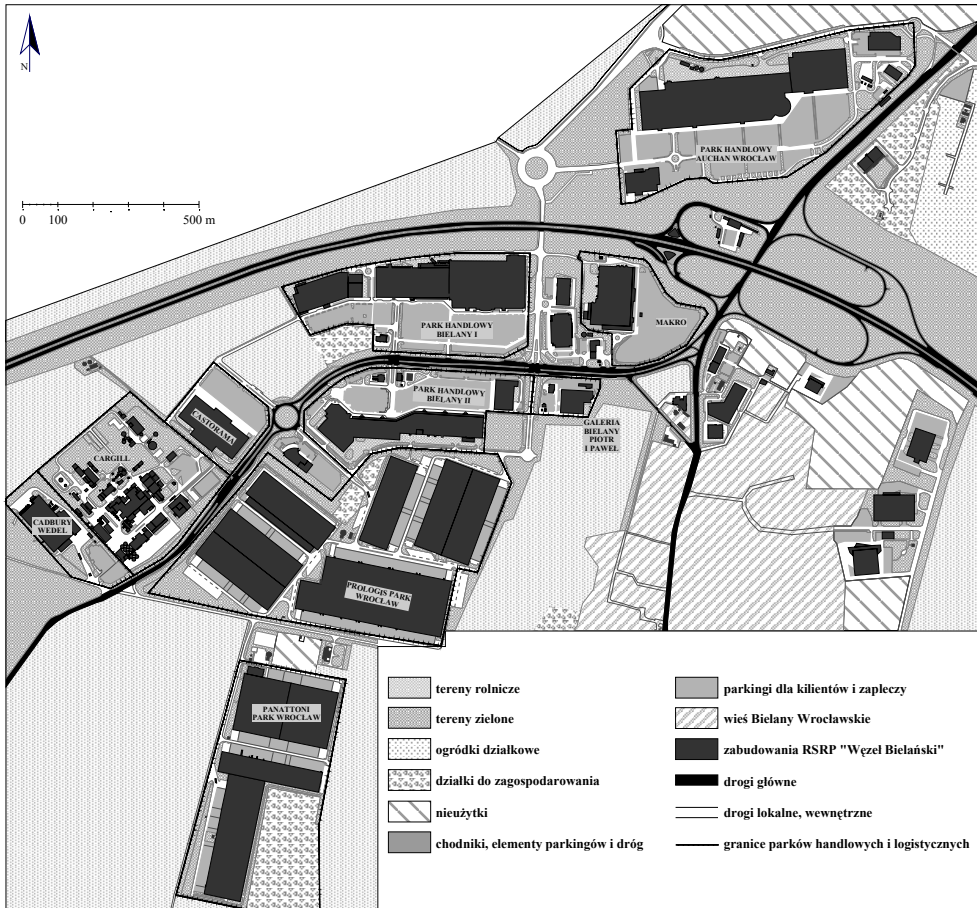 N
PARK HANDLOWY
AUCHAN WROCŁAW
0 100 500 m
PARK HANDLOWY
BIELANY I
MAKRO
PARK HANDLOWY
BIELANY II
GALERIA
BIELANY
PIOTR
I PAWEŁ
CASTORAMA
CARGILL
CADBURY
WEDEL
PROLOGIS PARK
WROCŁAW
PANATTONI
PARK WROCŁAW
tereny rolnicze
tereny zielone
ogródki działkowe
działki do zagospodarowania
nieużytki
chodniki, elementy parkingów i dróg
parkingi dla kilientów i zapleczy
wieś Bielany Wrocławskie
zabudowania RSRP "Węzeł Bielański"
drogi główne
drogi lokalne, wewnętrzne
granice parków handlowych i logistycznych